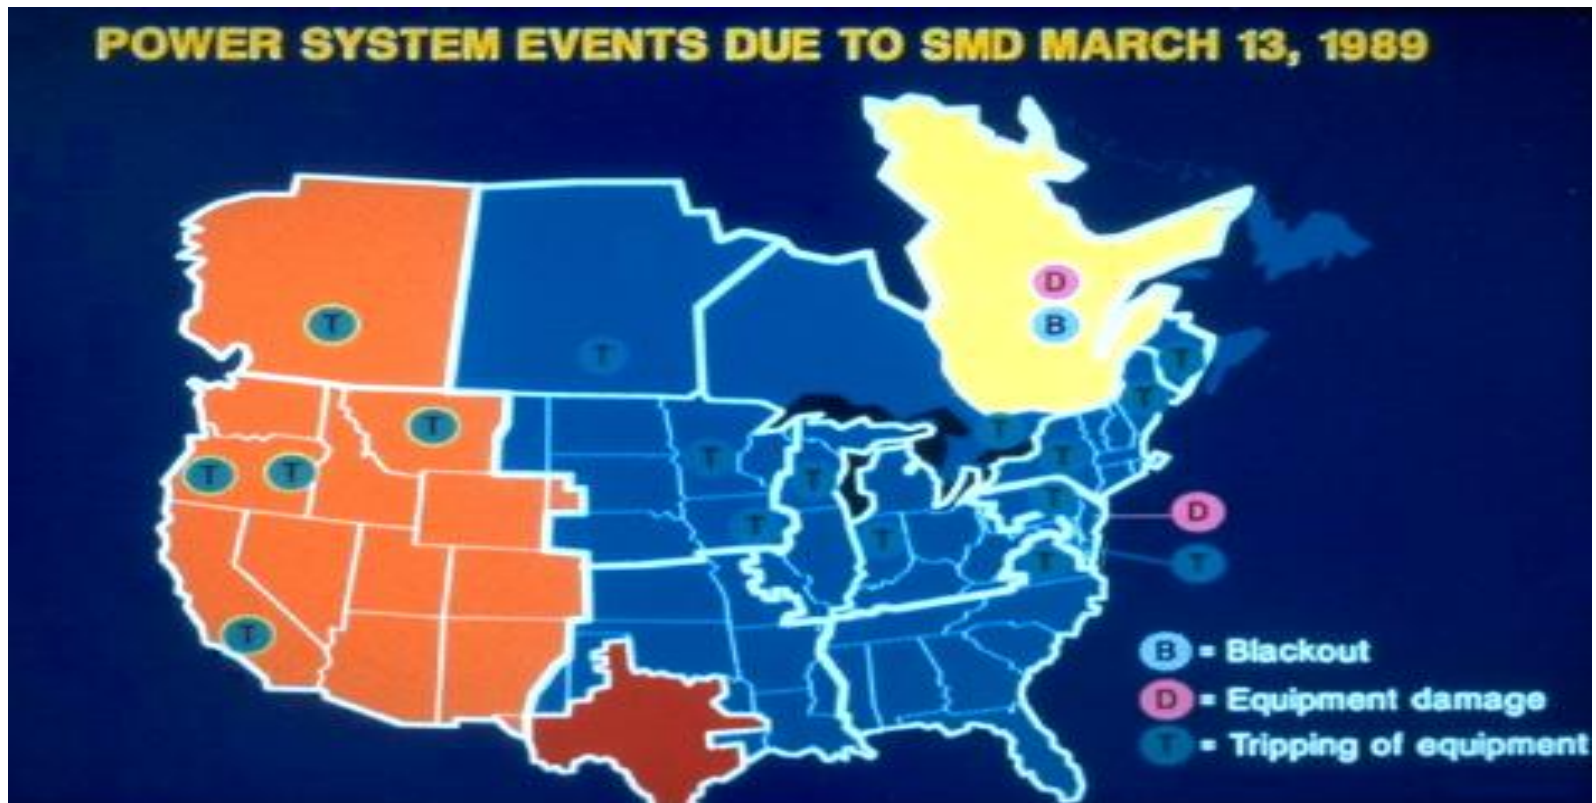 POWER SYSTEM EVENTS DUE TO SMD MARCH 13, 1989
D
T
B
T
T
T
T
T
T
T
T
T
T
T
D
T
T
T
T
T
B = Blackout
D = Equipment damage
T = Tripping of equipment